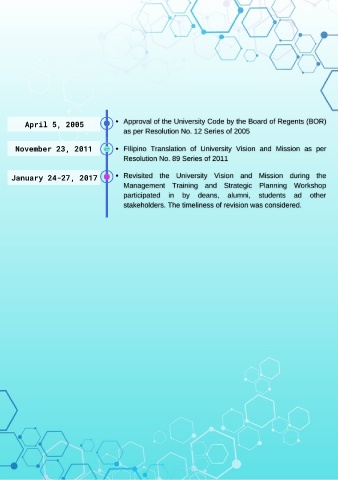 April 5, 2005
• Approval of the University Code by the Board of Regents (BOR)
as per Resolution No. 12 Series of 2005
November 23, 2011
• Filipino Translation of University Vision and Mission as per
Resolution No. 89 Series of 2011
January 24-27, 2017
• Revisited the University Vision and Mission during the
Management Training and Strategic Planning Workshop
participated in by deans, alumni, students ad other
stakeholders. The timeliness of revision was considered.